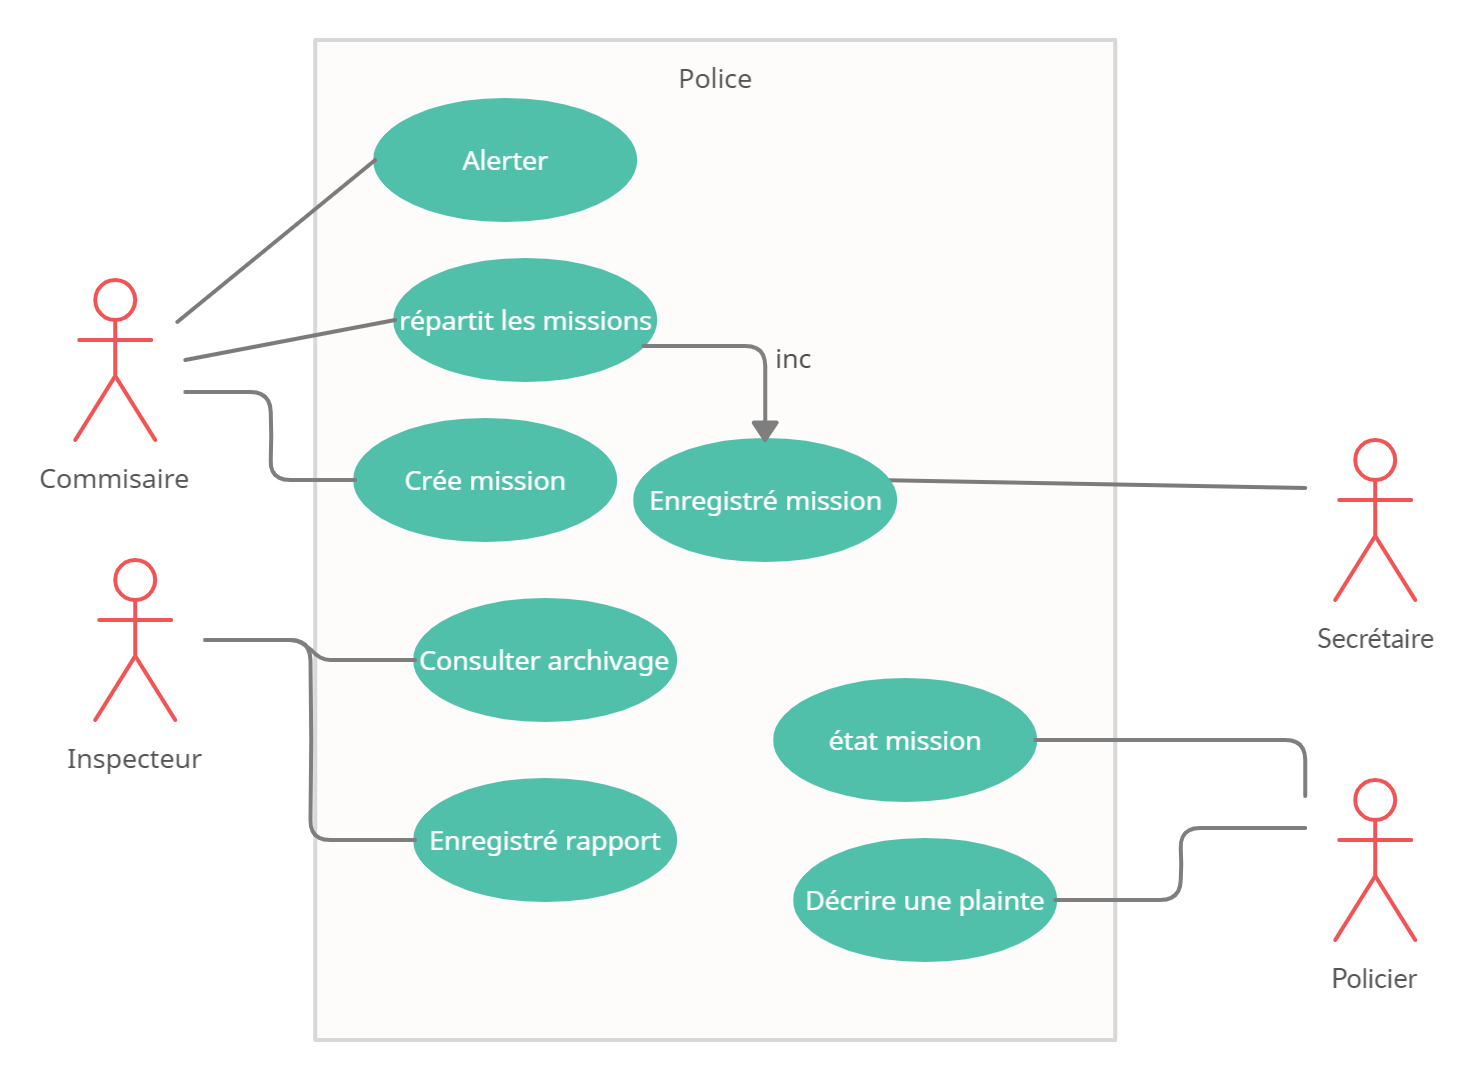 Police
Alerter
répartit les missions
inc
Commisaire
Crée mission
Enregistré mission
Secrétaire
Consulter archivage
Inspecteur
état mission
Enregistré rapport
Décrire une plainte
Policier